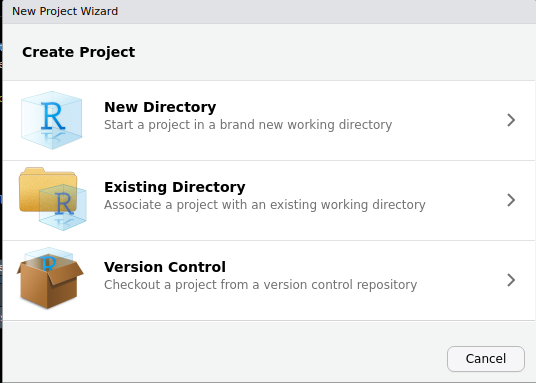 New Project Wizard
Create Project
R
New Directory
Start a project in a brand new working directory
R
Existing Directory
Associate a project with an existing working directory
R
Version Control
Checkout a project from a version control repository
Cancel